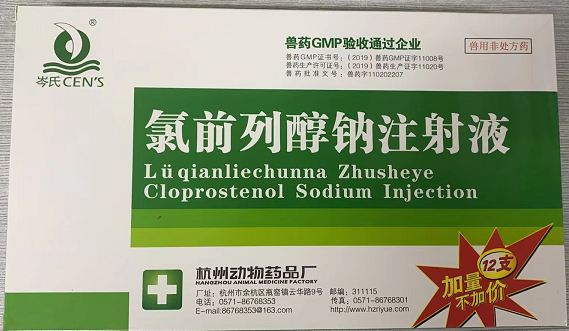 岑氏CEN'S
®
兽药GMP验收通过企业
兽药GMP证书号：（2019）兽药GMP证字11008号
兽药生产许可证号：（2019）兽药生产证字11020号
兽药批准文号：兽药字110202207
兽用非处方药
氯前列醇钠注射液
Lüqianliechunna Zhusheye
Cloprostenol Sodium Injection
杭州动物药品厂
HANGZHOU ANIMAL MEDICINE FACTORY
厂址：杭州市余杭区瓶窑镇云华路9号 邮编：311115
电话：0571-86768353 传真：0571-86768301
E-mail:86768353@163.com http://www.hzriyue.com
12支
加量
不加价